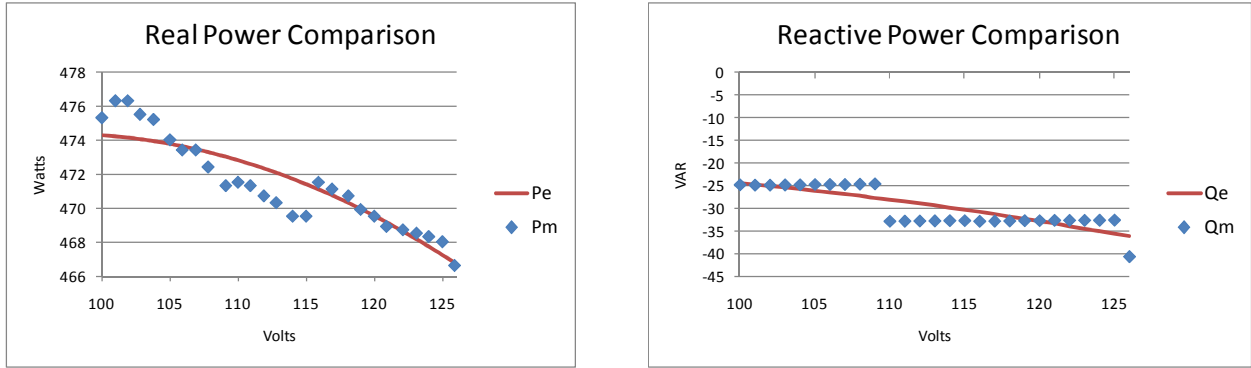 Real Power Comparison
478
476
474
472
470
468
466
Watts
100
105
110
115
120
125
Volts
Pe
Pm
Reactive Power Comparison
0
-5
-10
-15
-20
-25
-30
-35
-40
-45
VAR
100
105
110
115
120
125
Volts
Qe
Qm